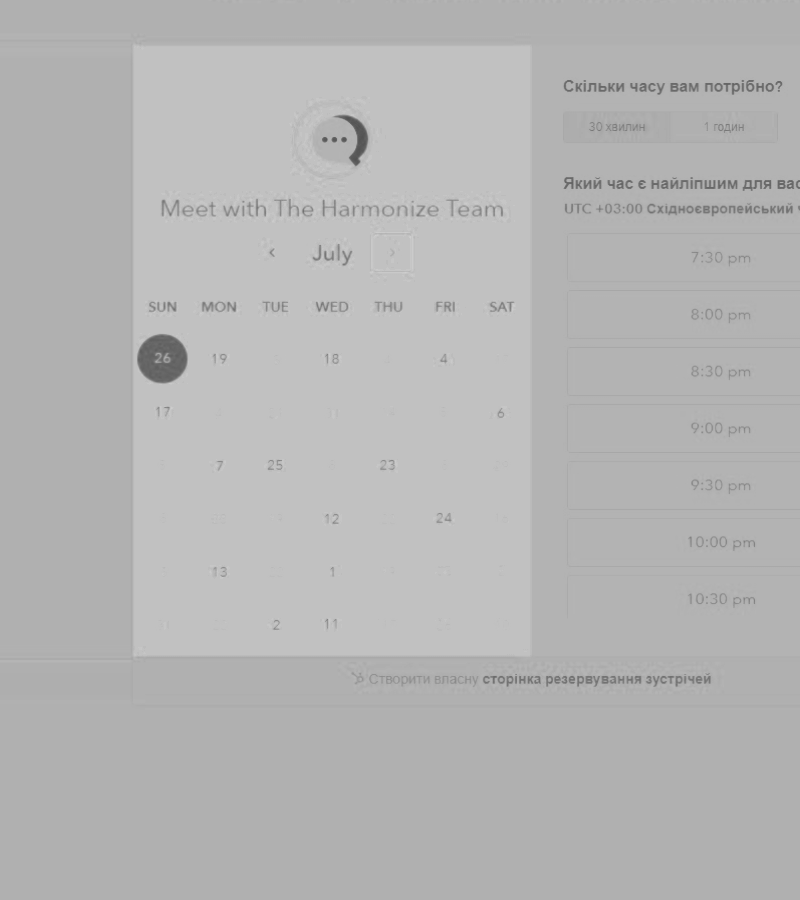 Meet with The Harmonize Team
July
SUN MON TUE WED THU FRI SAT
26 19 18 4
17 6
7 25 23
12 24
13 1
2 11
Скільки часу вам потрібно?
30 хвилин 1 годин
Який час є найліпшим для вас
UTC +03:00 Східноєвропейський ч
7:30 pm
8:00 pm
8:30 pm
9:00 pm
9:30 pm
10:00 pm
10:30 pm
Створити власну сторінка резервування зустрічей